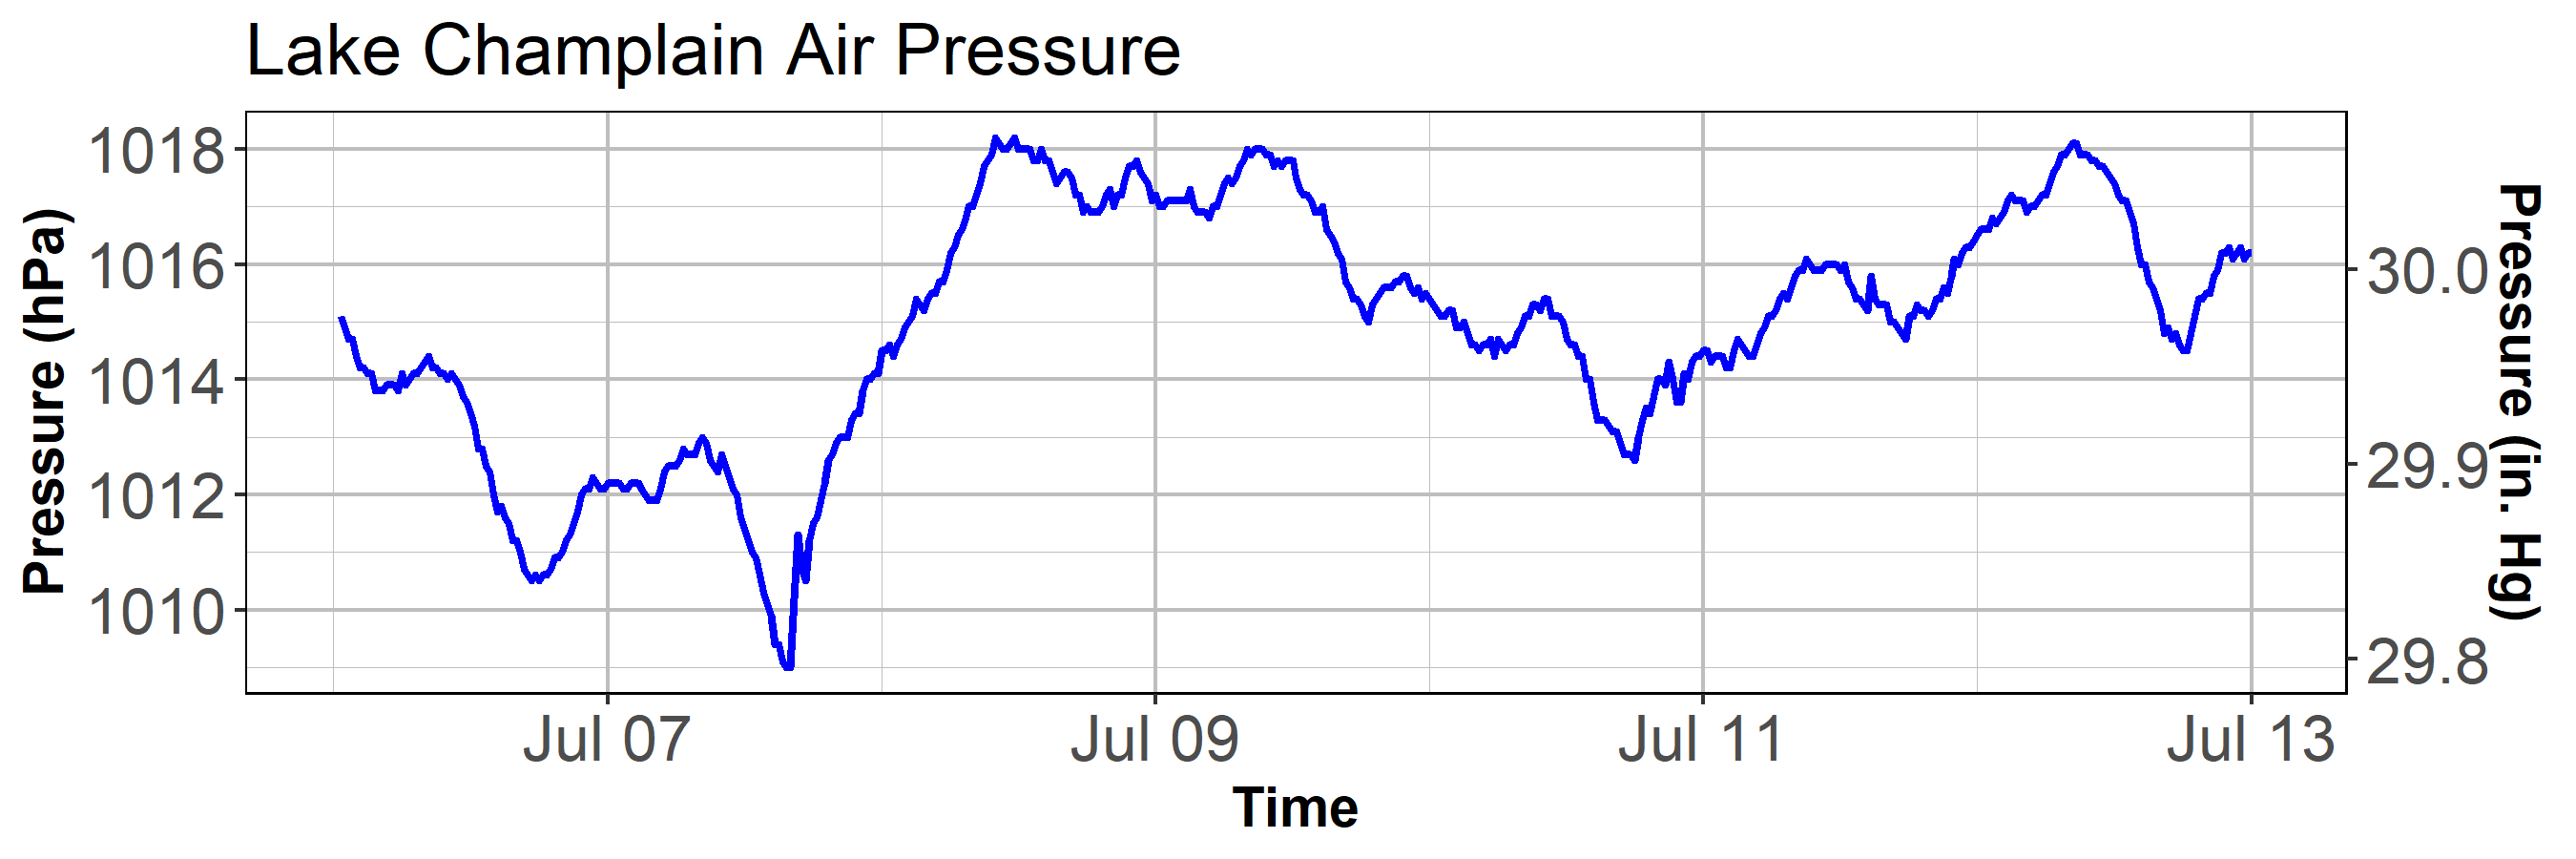 Lake Champlain Air Pressure
Pressure (hPa)
1018
1016
1014
1012
1010
30.0
29.9
29.8
Pressure (in. Hg)
Jul 07
Jul 09
Jul 11
Jul 13
Time